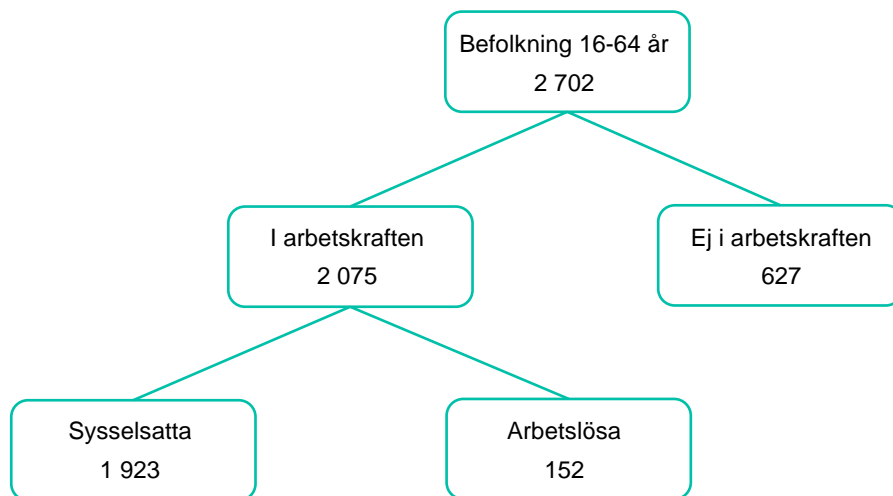 Befolkning 16-64 år
2 702
I arbetskraften
2 075
Ej i arbetskraften
627
Sysselsatta
1 923
Arbetslösa
152